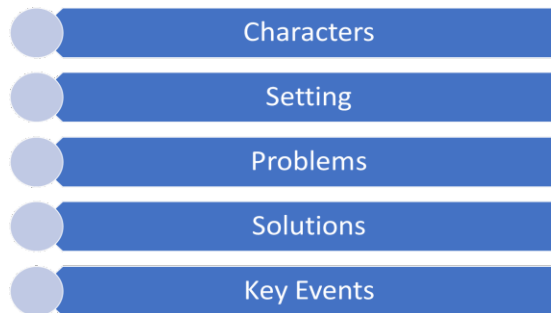 Characters
Setting
Problems
Solutions
Key Events